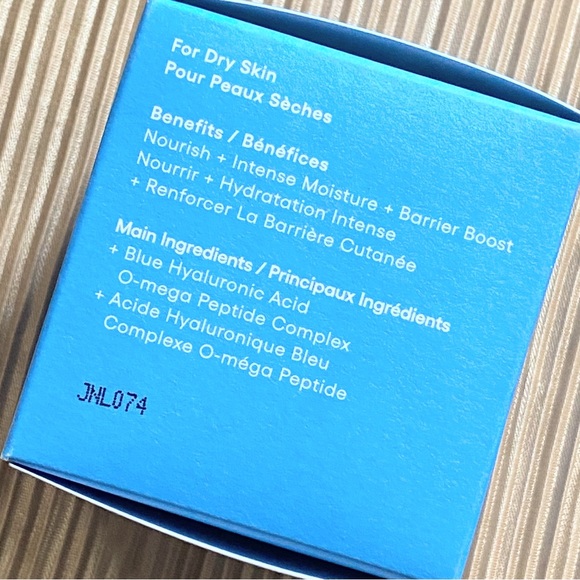 For Dry Skin
Pour Peaux Sèches
Benefits / Bénéfices
Nourish + Intense Moisture + Barrier Boost
Nourrir + Hydratation Intense
+ Renforcer La Barrière Cutanée
Main Ingredients / Principaux Ingrédients
+ Blue Hyaluronic Acid
O-mega Peptide Complex
+ Acide Hyaluronique Bleu
Complexe O-méga Peptide
JNL074